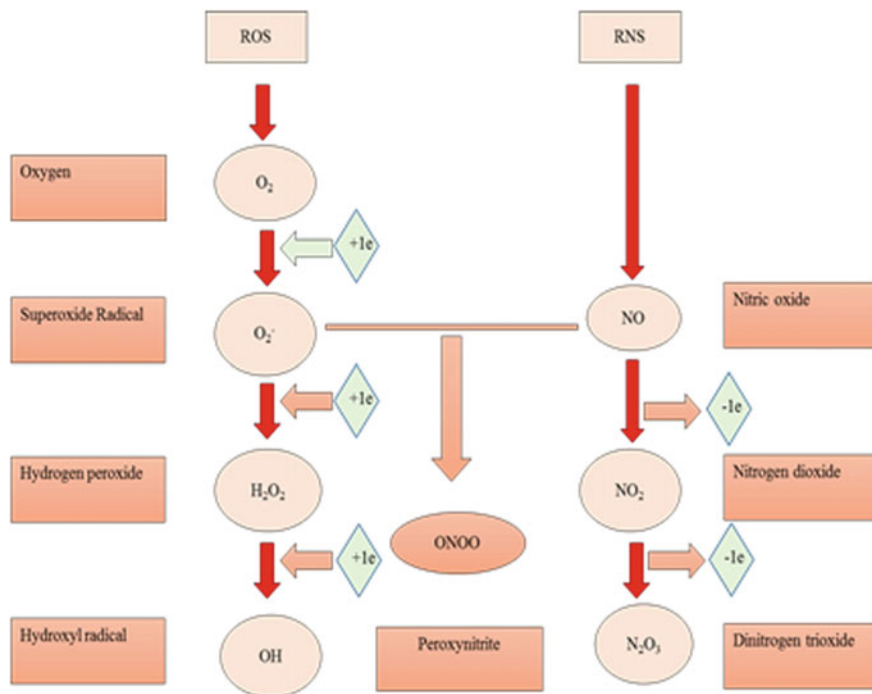 ROS
RNS
Oxygen
O₂
+1e
Superoxide Radical
O₂·
NO
Nitric oxide
+1e
-1e
Hydrogen peroxide
H₂O₂
NO₂
Nitrogen dioxide
ONOO
+1e
-1e
Hydroxyl radical
OH
Peroxynitrite
N₂O₃
Dinitrogen trioxide